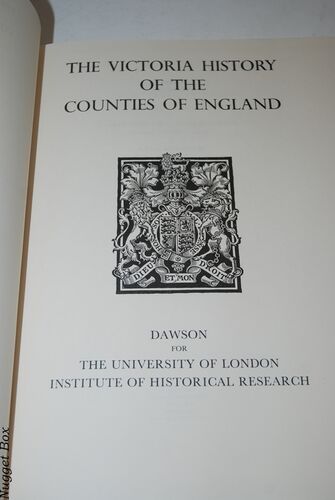 THE VICTORIA HISTORY
OF THE
COUNTIES OF ENGLAND
DIEU ET MON DROIT
DAWSON
FOR
THE UNIVERSITY OF LONDON
INSTITUTE OF HISTORICAL RESEARCH
Nugget Box